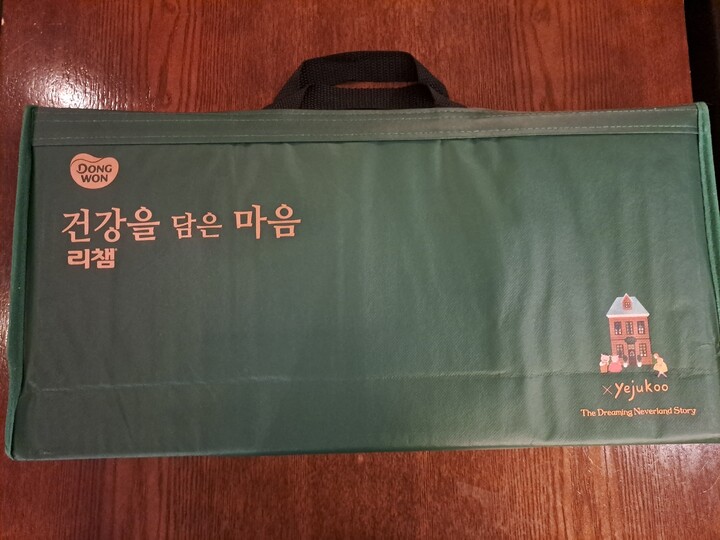 DONG
WON
건강을 담은 마음
리챔
×yejukoo
The Dreaming Neverland Story